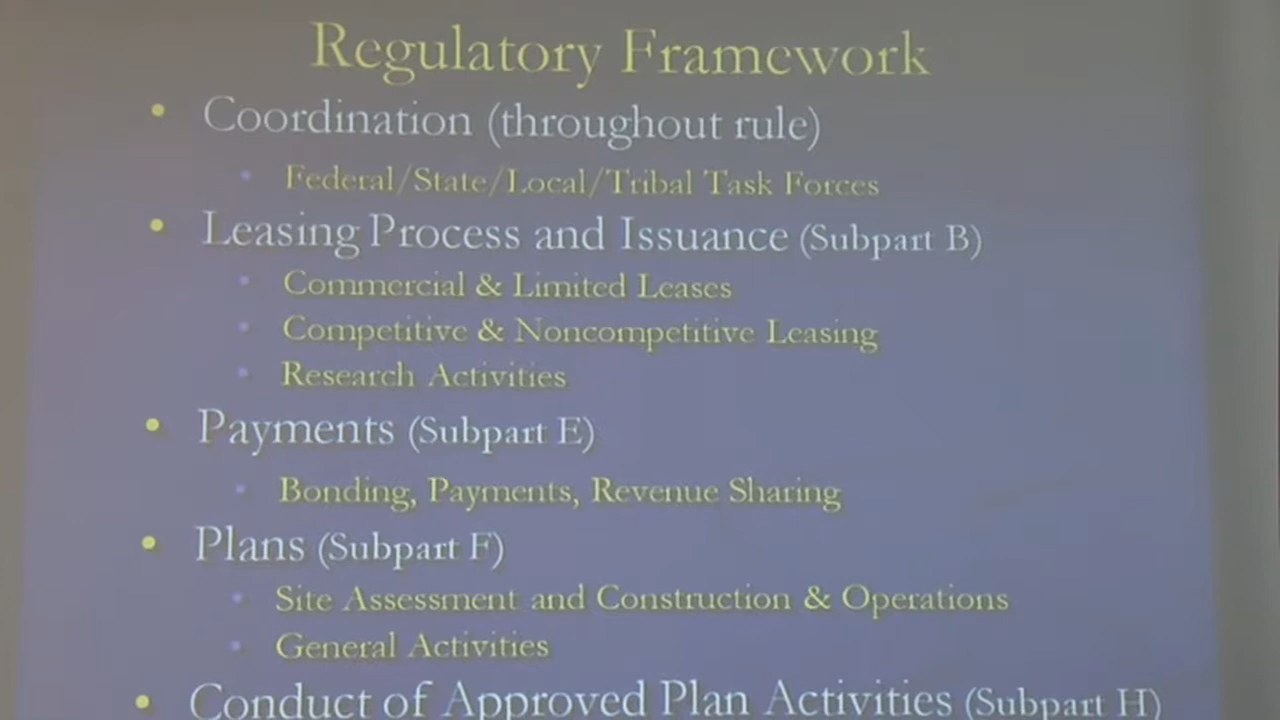 Regulatory Framework
• Coordination (throughout rule)
• Federal/State/Local/Tribal Task Forces
• Leasing Process and Issuance (Subpart B)
• Commercial & Limited Leases
• Competitive & Noncompetitive Leasing
• Research Activities
• Payments (Subpart E)
• Bonding, Payments, Revenue Sharing
• Plans (Subpart F)
• Site Assessment and Construction & Operations
• General Activities
• Conduct of Approved Plan Activities (Subpart H)